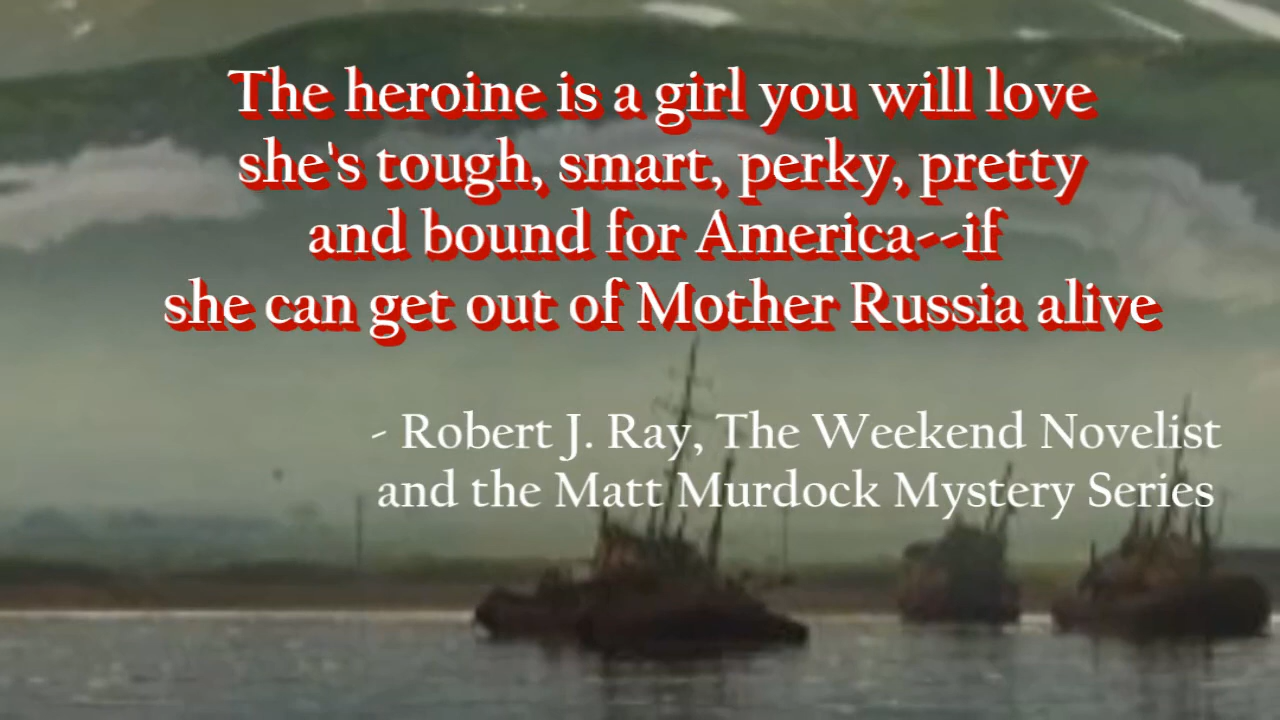 The heroine is a girl you will love
she's tough, smart, perky, pretty
and bound for America--if
she can get out of Mother Russia alive
- Robert J. Ray, The Weekend Novelist
and the Matt Murdock Mystery Series